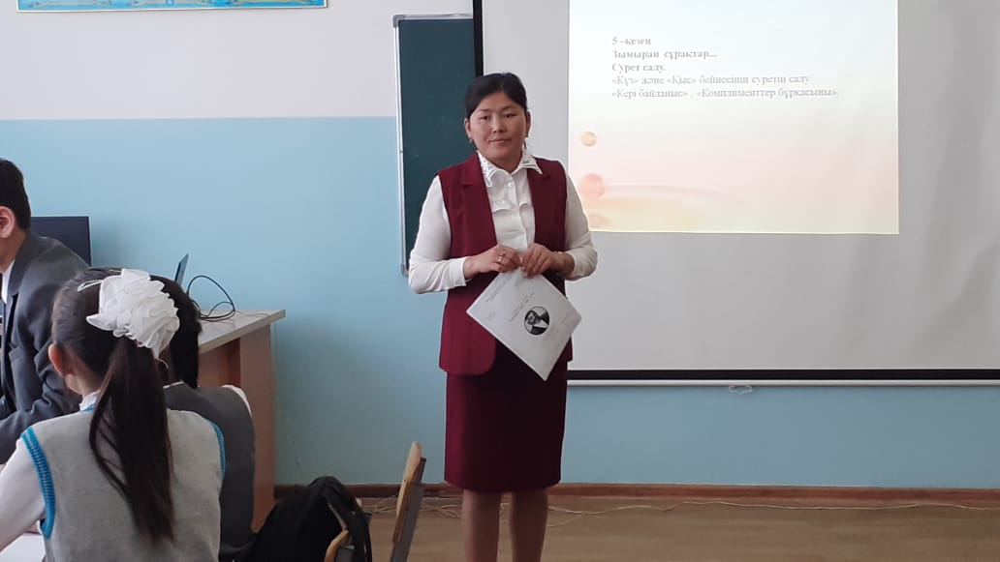 5 –кезең
Зымыран сұрақтар...
Сурет салу.
«Күз» және «Қыс» бейнесінің суретін салу
«Кері байланыс» , «Комплименттер бұрқасыны».